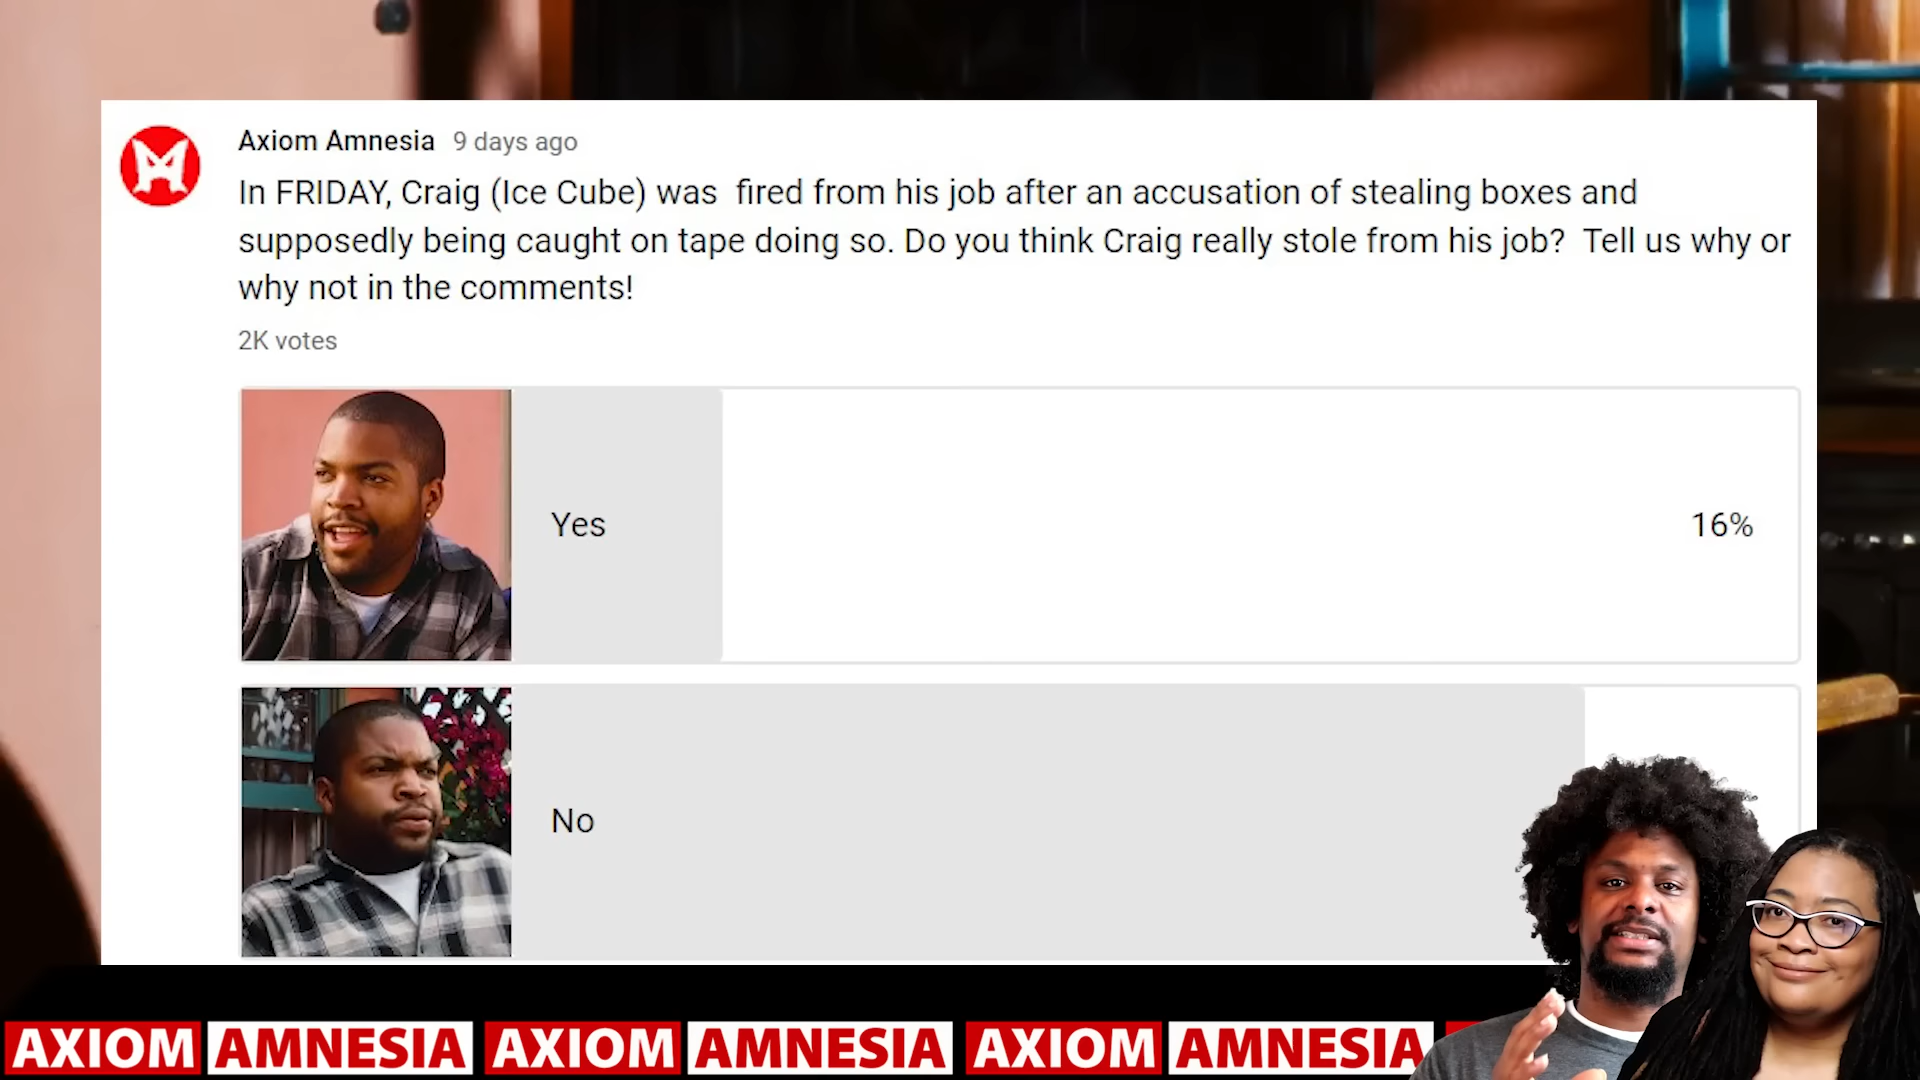 Axiom Amnesia 9 days ago
In FRIDAY, Craig (Ice Cube) was  fired from his job after an accusation of stealing boxes and
supposedly being caught on tape doing so. Do you think Craig really stole from his job?  Tell us why or
why not in the comments!
2K votes
Yes 16%
No
AXIOM AMNESIA AXIOM AMNESIA AXIOM AMNESIA